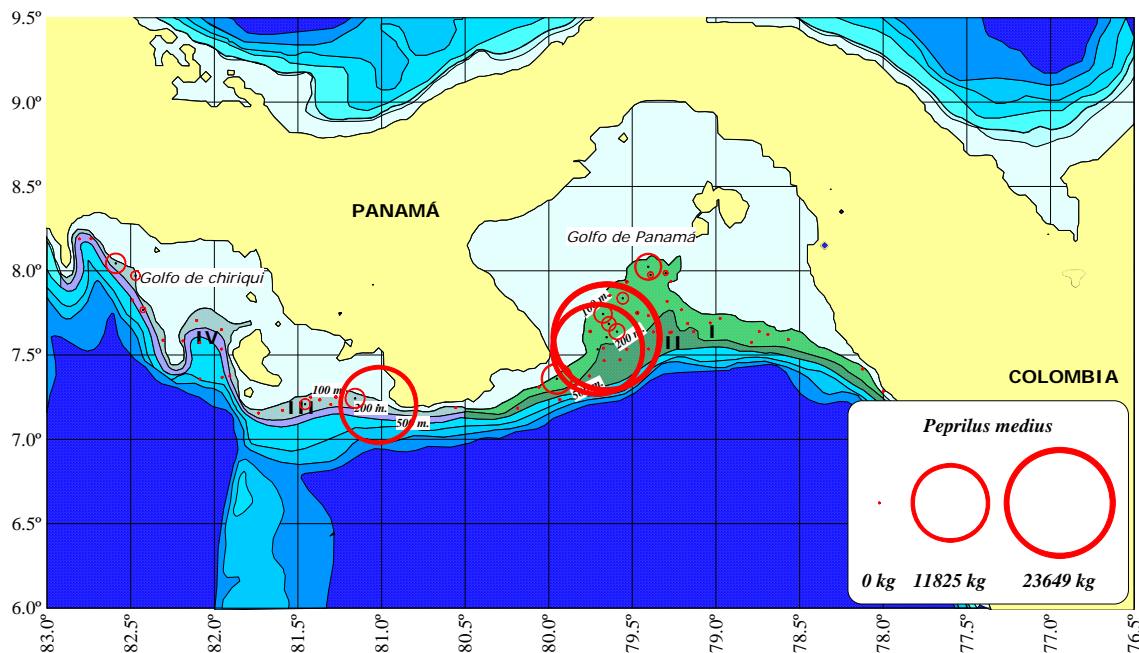 9.5º
9.0º
8.5º
8.0º
7.5º
7.0º
6.5º
6.0º
83.0º
82.5º
82.0º
81.5º
81.0º
80.5º
80.0º
79.5º
79.0º
78.5º
78.0º
77.5º
77.0º
76.5º
PANAMÁ
Golfo de Panamá
Golfo de chiriqui
COLOMBIA
100 m.
200 m.
I
II
IV
100 m.
III
200 m.
500 m.
Peprilus medius
0 kg
11825 kg
23649 kg